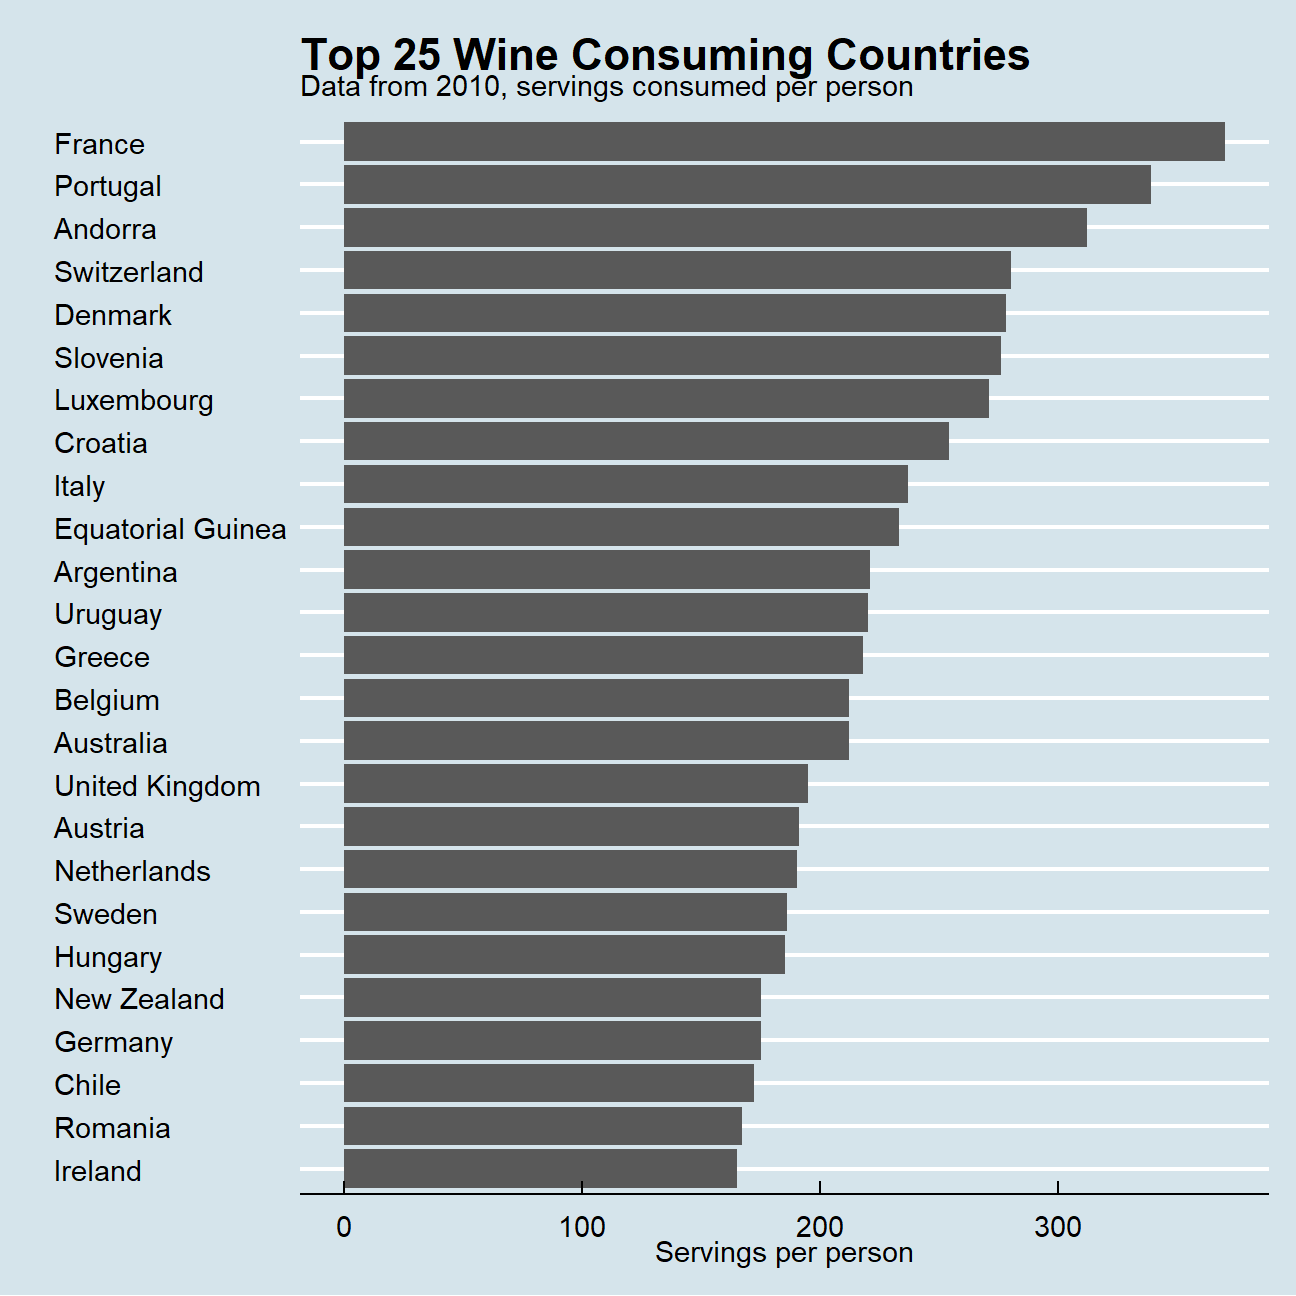 Top 25 Wine Consuming Countries
Data from 2010, servings consumed per person
France
Portugal
Andorra
Switzerland
Denmark
Slovenia
Luxembourg
Croatia
Italy
Equatorial Guinea
Argentina
Uruguay
Greece
Belgium
Australia
United Kingdom
Austria
Netherlands
Sweden
Hungary
New Zealand
Germany
Chile
Romania
Ireland
0 100 200 300
Servings per person